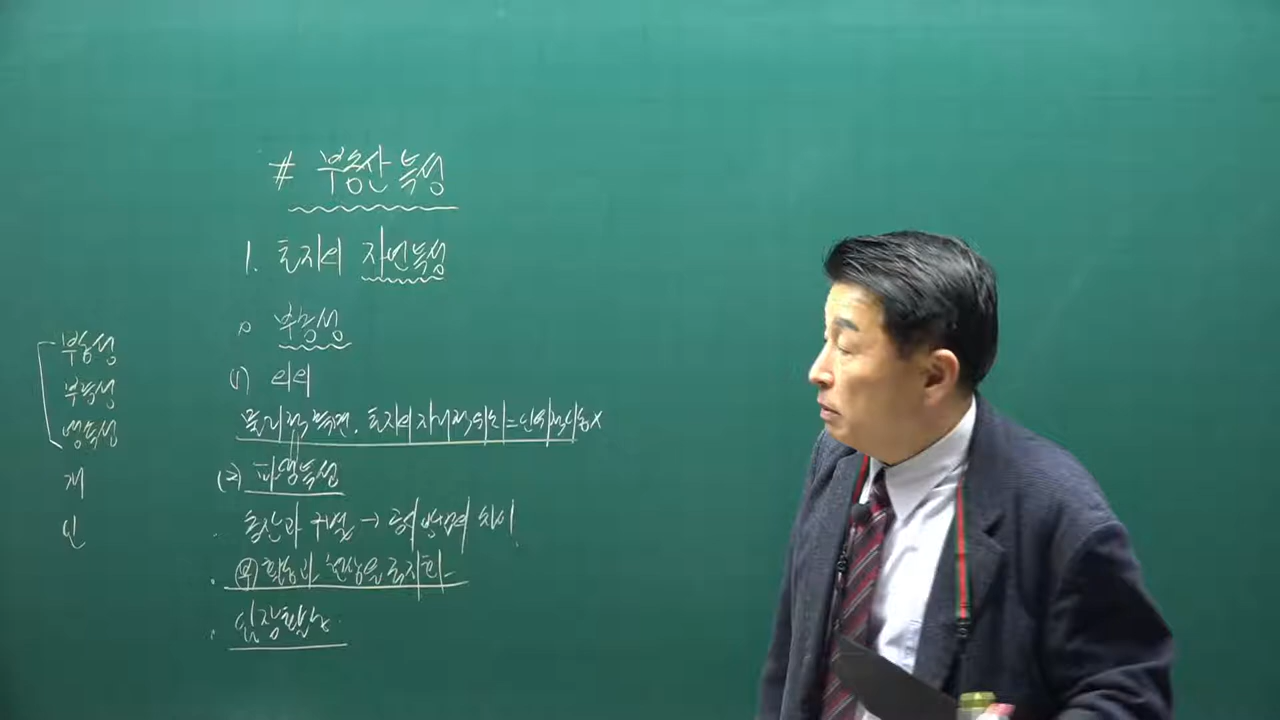 # 부동산 특성
1. 토지의 자연특성
1) 부동성
(1) 의의
물리적 측면. 토지의 지리적 위치 = 인위적 이동 X
(2) 파생특성
· 동산과 구별 → 공시방법의 차이
· (부) 활동과 현상을 국지화
· 임장활동
부동성
부증성
영속성
개
인